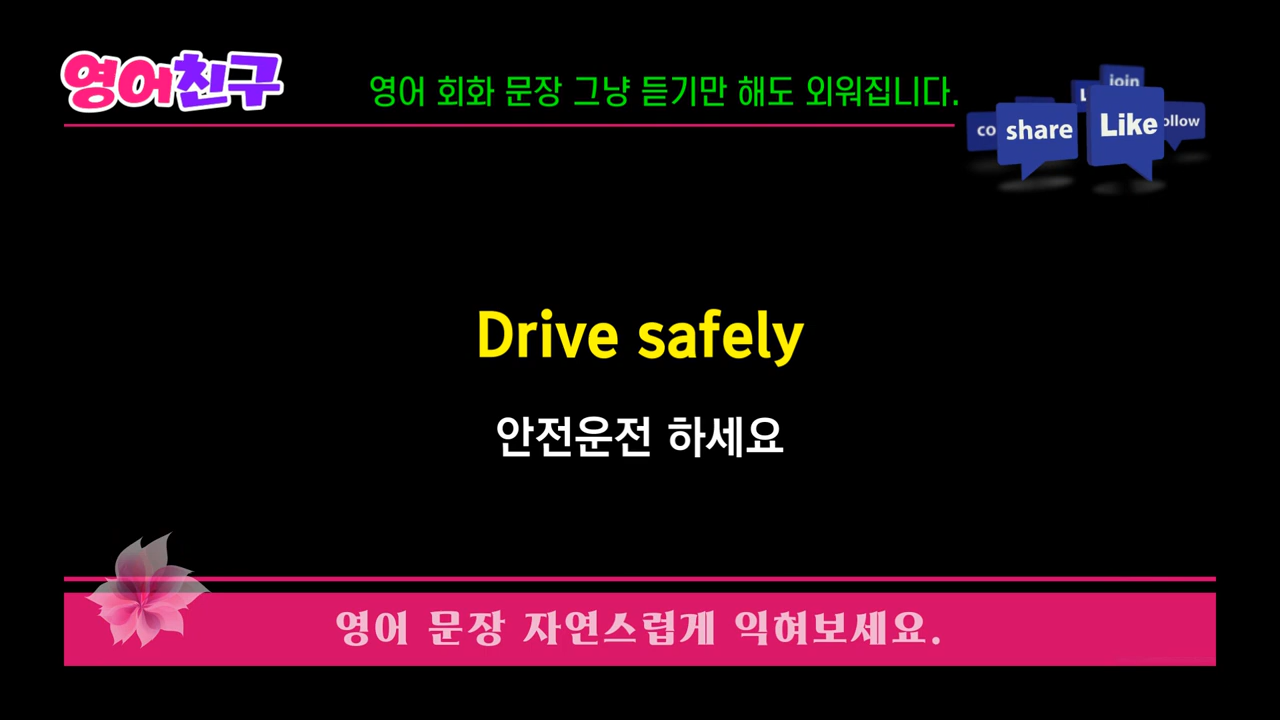 영어친구
영어 회화 문장 그냥 듣기만 해도 외워집니다.
join
share
Like
Drive safely
안전운전 하세요
영어 문장 자연스럽게 익혀보세요.